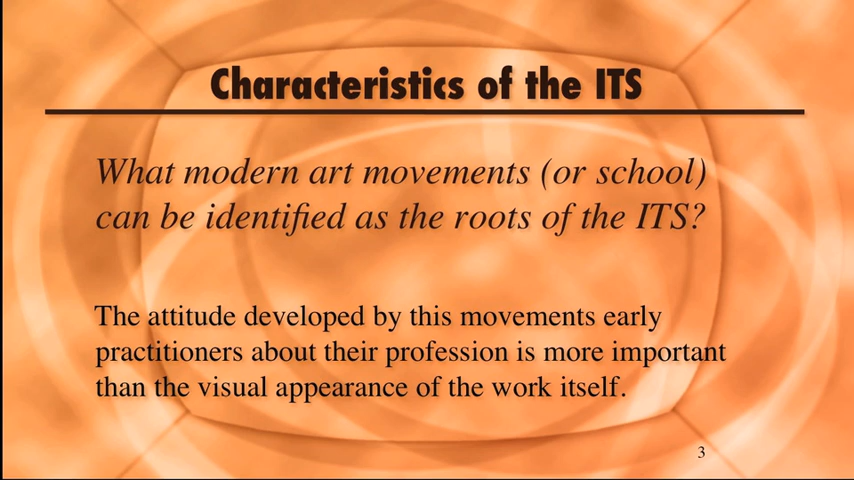 Characteristics of the ITS
What modern art movements (or school)
can be identified as the roots of the ITS?
The attitude developed by this movements early
practitioners about their profession is more important
than the visual appearance of the work itself.
3